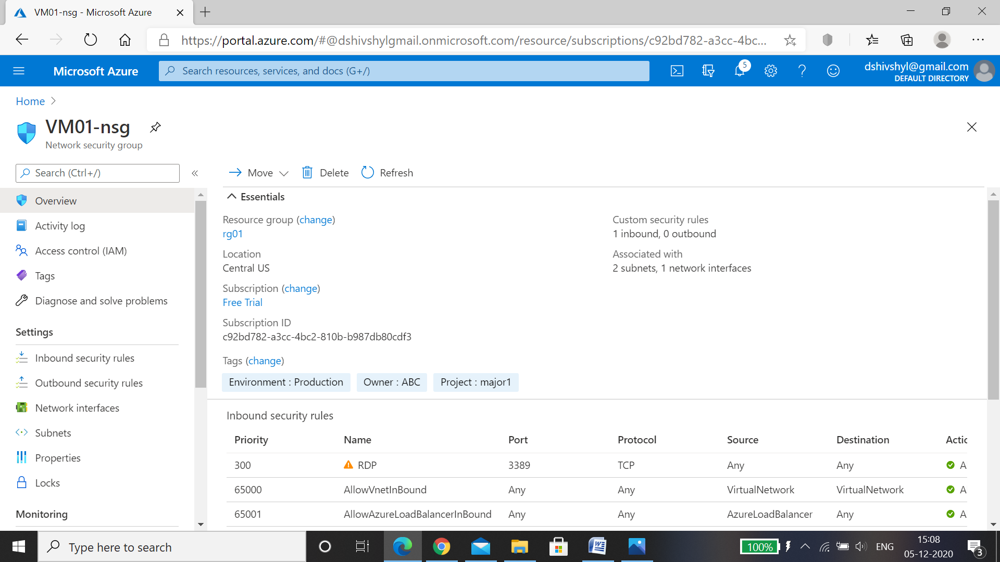 VM01-nsg - Microsoft Azure
https://portal.azure.com/#@dshivshylgmail.onmicrosoft.com/resource/subscriptions/c92bd782-a3cc-4bc...
Microsoft Azure
Search resources, services, and docs (G+/)
5
dshivshyl@gmail.com
DEFAULT DIRECTORY
Home
VM01-nsg
Network security group
Search (Ctrl+/)
Move
Delete
Refresh
Overview
Activity log
Access control (IAM)
Tags
Diagnose and solve problems
Settings
Inbound security rules
Outbound security rules
Network interfaces
Subnets
Properties
Locks
Monitoring
Essentials
Resource group (change)
rg01
Location
Central US
Subscription (change)
Free Trial
Subscription ID
c92bd782-a3cc-4bc2-810b-b987db80cdf3
Custom security rules
1 inbound, 0 outbound
Associated with
2 subnets, 1 network interfaces
Tags (change)
Environment : Production Owner : ABC Project : major1
Inbound security rules
Priority Name Port Protocol Source Destination Actic
300 RDP 3389 TCP Any Any A
65000 AllowVnetInBound Any Any VirtualNetwork VirtualNetwork A
65001 AllowAzureLoadBalancerInBound Any Any AzureLoadBalancer Any A
Type here to search
100%
ENG
15:08
05-12-2020
3